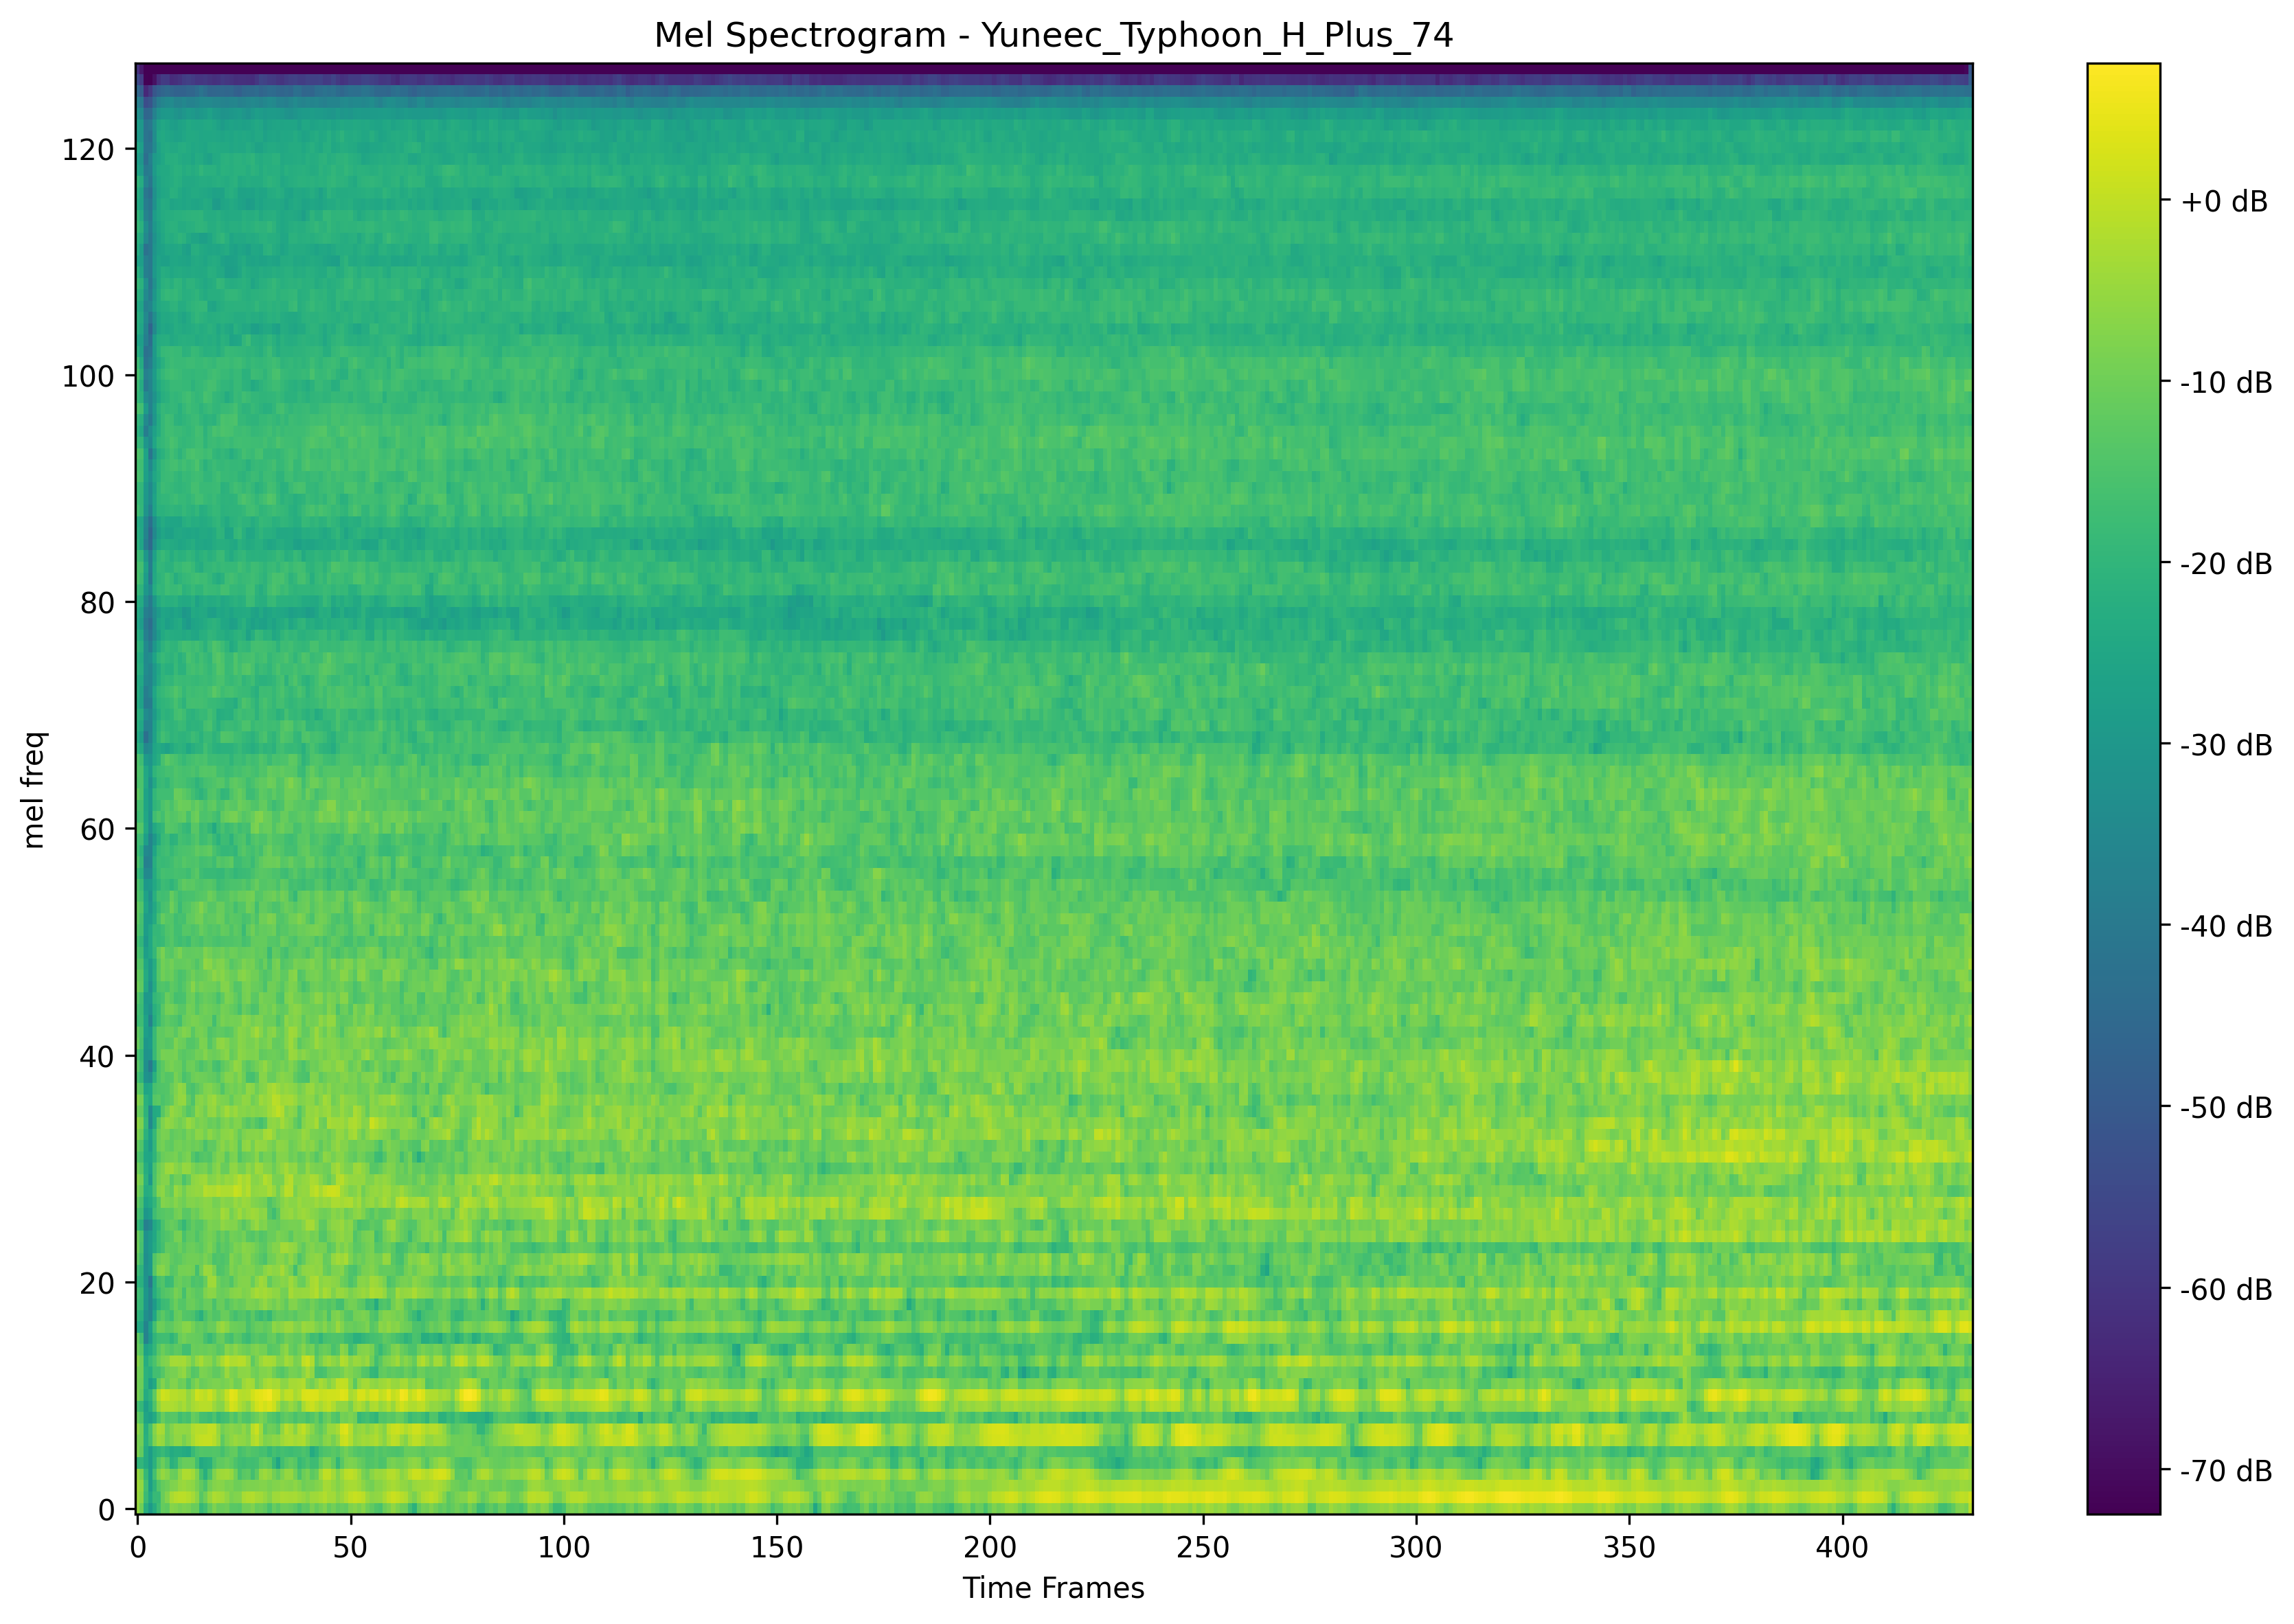 Mel Spectrogram - Yuneec_Typhoon_H_Plus_74
120
100
80
60
40
20
0
mel freq
0 50 100 150 200 250 300 350 400
Time Frames
+0 dB
-10 dB
-20 dB
-30 dB
-40 dB
-50 dB
-60 dB
-70 dB